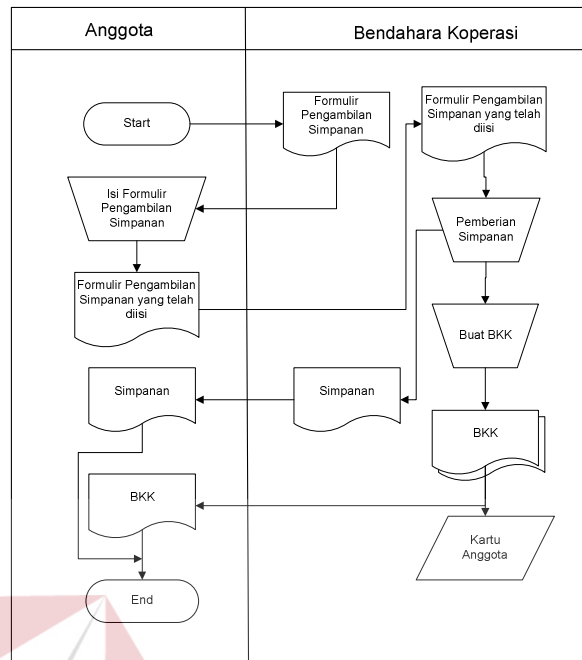 Anggota
Bendahara Koperasi
Start
Formulir
Pengambilan
Simpanan
Formulir Pengambilan
Simpanan yang telah
diisi
Isi Formulir
Pengambilan
Simpanan
Pemberian
Simpanan
Formulir Pengambilan
Simpanan yang telah
diisi
Buat BKK
Simpanan
Simpanan
BKK
BKK
Kartu
Anggota
End